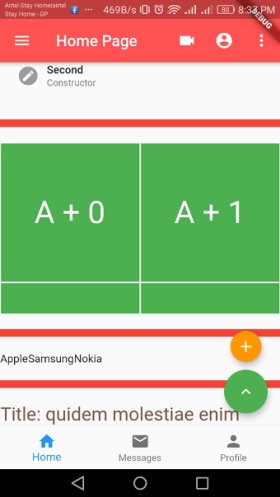 Airtel-Stay Home|airtel
Stay Home - GP
469B/s
88
8:33 PM
DEBUG
Home Page
Second
Constructor
A + 0
A + 1
AppleSamsungNokia
Title: quidem molestiae enim
Home
Messages
Profile